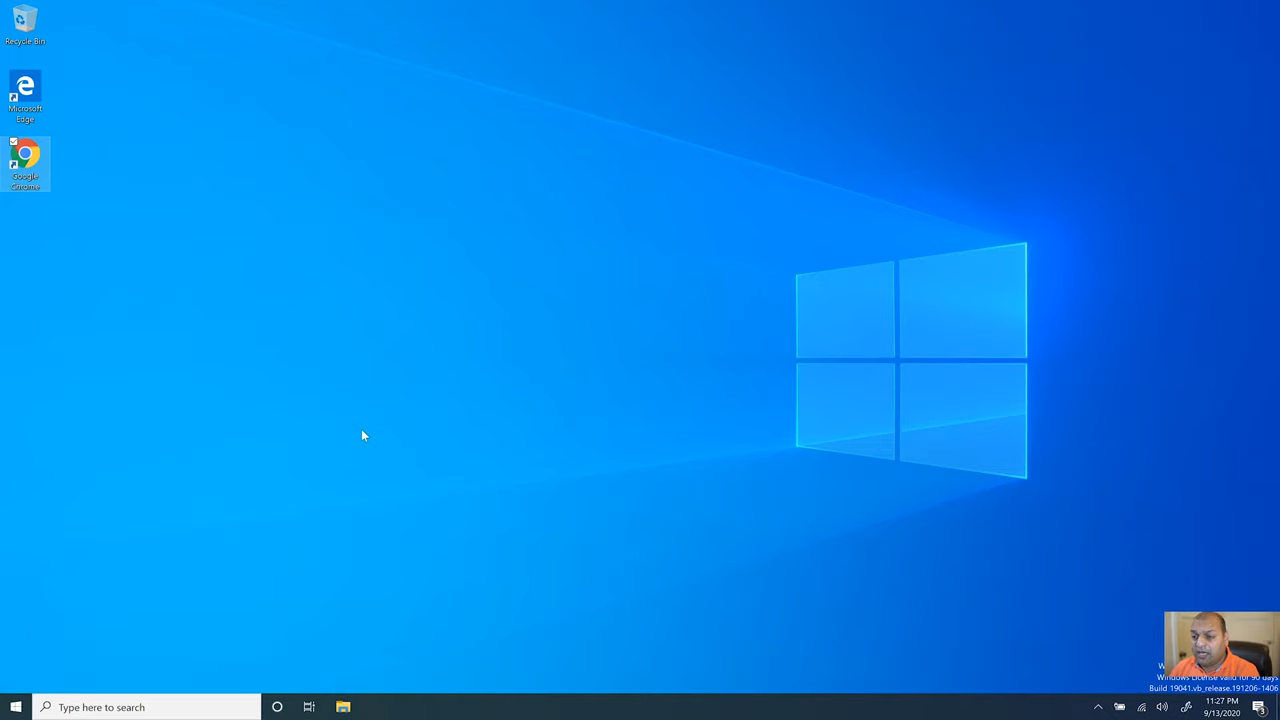 Recycle Bin
Microsoft
Edge
Google
Chrome
Windows License valid for 90 days
Build 19041.vb_release.191206-1406
Type here to search
11:27 PM
9/13/2020
3